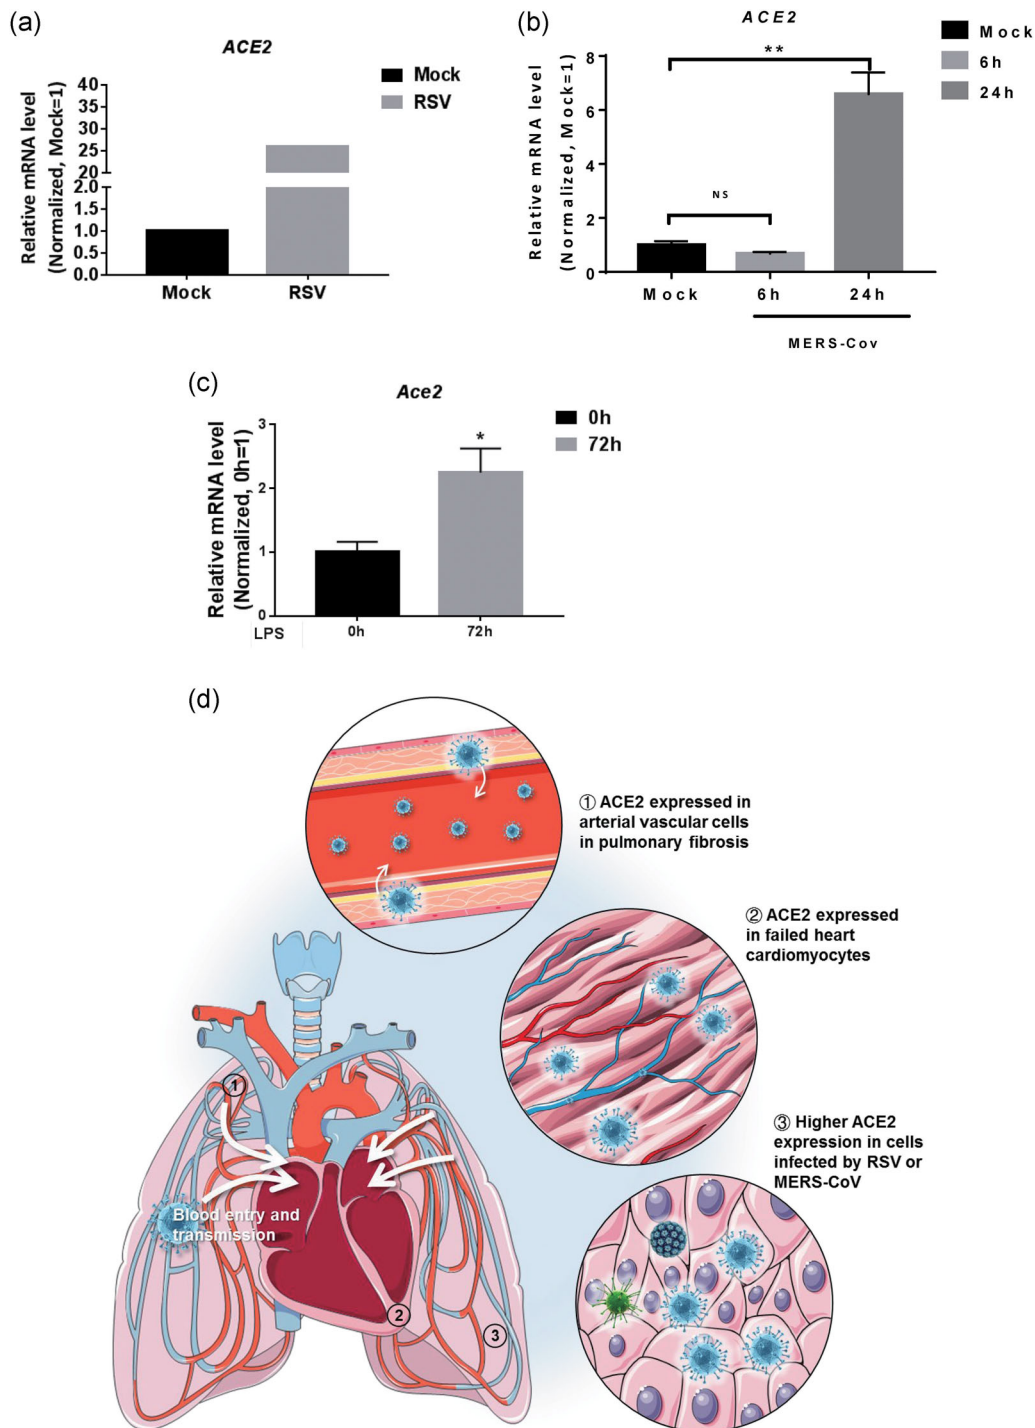 (a)
ACE2
Mock
RSV
Relative mRNA level
(Normalized, Mock=1)
40
35
30
25
20
2.0
1.5
1.0
0.5
0.0
Mock
RSV
(b)
ACE2
Mock
6h
24h
Relative mRNA level
(Normalized, Mock=1)
8
6
4
2
0
**
NS
Mock
6h
24h
MERS-Cov
(c)
Ace2
0h
72h
Relative mRNA level
(Normalized, 0h=1)
3
2
1
0
*
LPS
0h
72h
(d)
① ACE2 expressed in
arterial vascular cells
in pulmonary fibrosis
② ACE2 expressed
in failed heart
cardiomyocytes
③ Higher ACE2
expression in cells
infected by RSV or
MERS-CoV
1
Blood entry and
transmission
2
3